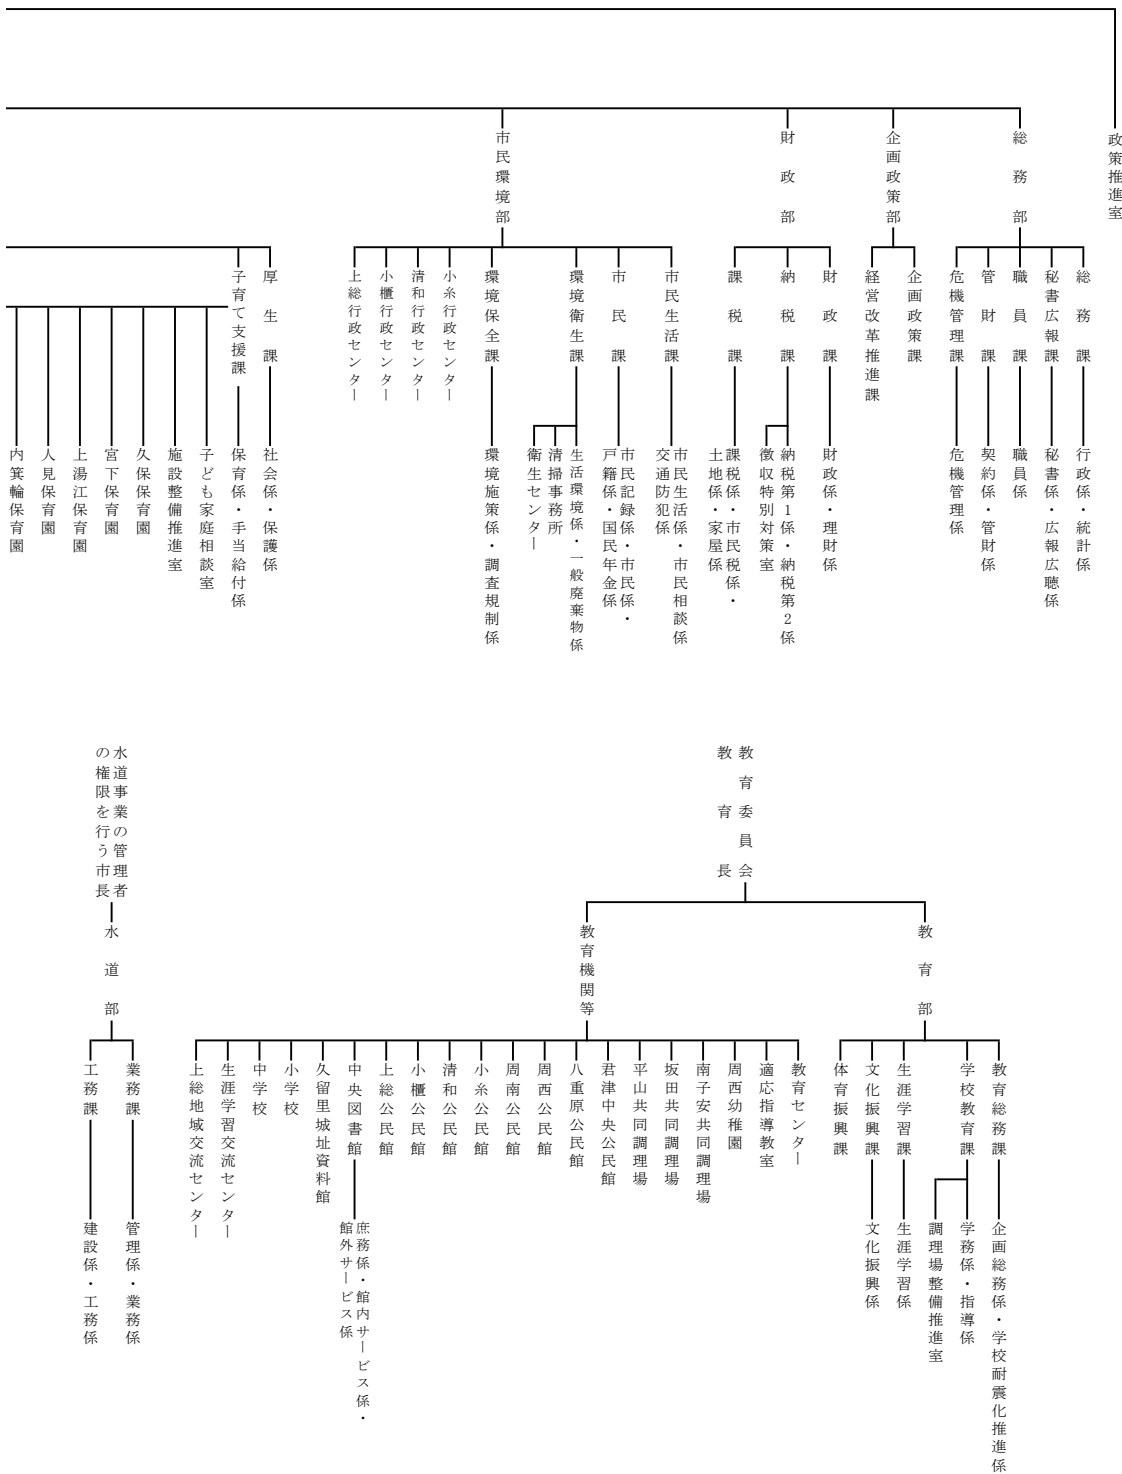 政策推進室
総務部
企画政策部
財政部
市民環境部
総務課
秘書広報課
職員課
管財課
危機管理課
企画政策課
経営改革推進課
財政課
納税課
課税課
市民生活課
市民課
環境衛生課
環境保全課
小糸行政センター
清和行政センター
小櫃行政センター
上総行政センター
厚生課
子育て支援課
行政係・統計係
秘書係・広報広聴係
職員係
契約係・管財係
危機管理係
財政係・理財係
納税第1係・納税第2係
徴収特別対策室
課税係・市民税係・
土地係・家屋係
市民生活係・市民相談係
交通防犯係
市民記録係・市民係・
戸籍係・国民年金係
生活環境係・一般廃棄物係
清掃事務所
衛生センター
環境施策係・調査規制係
社会係・保護係
保育係・手当給付係
子ども家庭相談室
施設整備推進室
久保保育園
宮下保育園
上湯江保育園
人見保育園
内箕輪保育園
教育委員会
教育長
教育部
教育機関等
教育総務課
学校教育課
生涯学習課
文化振興課
体育振興課
教育センター
適応指導教室
周西幼稚園
南子安共同調理場
坂田共同調理場
平山共同調理場
君津中央公民館
八重原公民館
周西公民館
周南公民館
小糸公民館
清和公民館
小櫃公民館
上総公民館
中央図書館
久留里城址資料館
小学校
中学校
生涯学習交流センター
上総地域交流センター
企画総務係・学校耐震化推進係
学務係・指導係
調理場整備推進室
生涯学習係
文化振興係
庶務係・館内サービス係・
館外サービス係
水道事業の管理者
の権限を行う市長
水道部
業務課
工務課
管理係・業務係
建設係・工務係